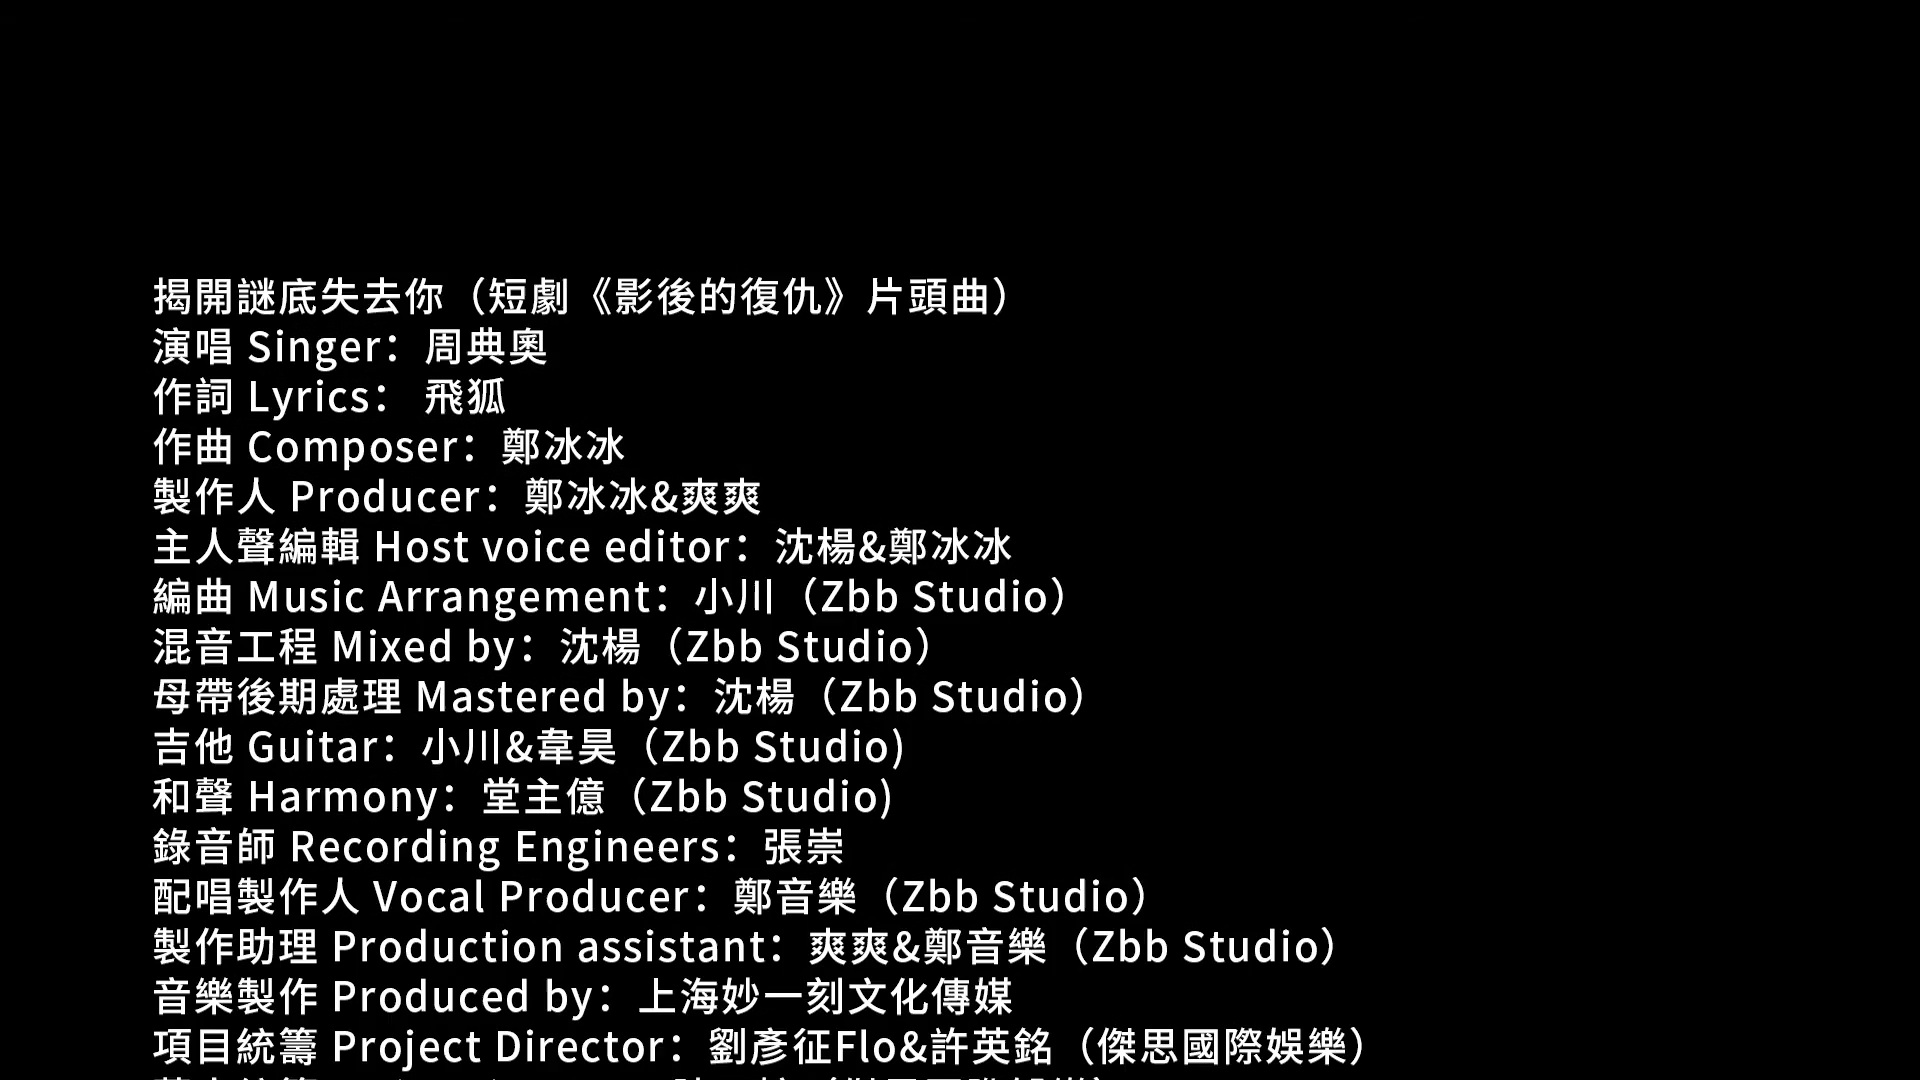 揭開謎底失去你（短劇《影後的復仇》片頭曲）
演唱 Singer：周典奧
作詞 Lyrics： 飛狐
作曲 Composer：鄭冰冰
製作人 Producer：鄭冰冰&爽爽
主人聲編輯 Host voice editor：沈楊&鄭冰冰
編曲 Music Arrangement：小川（Zbb Studio）
混音工程 Mixed by：沈楊（Zbb Studio）
母帶後期處理 Mastered by：沈楊（Zbb Studio）
吉他 Guitar：小川&韋昊（Zbb Studio)
和聲 Harmony：堂主億（Zbb Studio)
錄音師 Recording Engineers：張崇
配唱製作人 Vocal Producer：鄭音樂（Zbb Studio）
製作助理 Production assistant：爽爽&鄭音樂（Zbb Studio）
音樂製作 Produced by：上海妙一刻文化傳媒
項目統籌 Project Director：劉彥征Flo&許英銘（傑思國際娛樂）